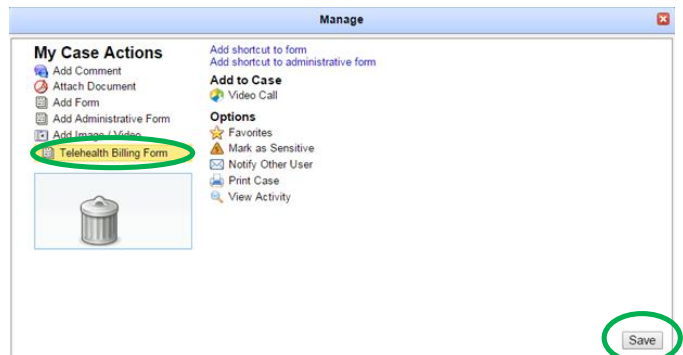 Manage
My Case Actions
Add Comment
Attach Document
Add Form
Add Administrative Form
Add Image / Video
Telehealth Billing Form
Add shortcut to form
Add shortcut to administrative form
Add to Case
Video Call
Options
Favorites
Mark as Sensitive
Notify Other User
Print Case
View Activity
Save